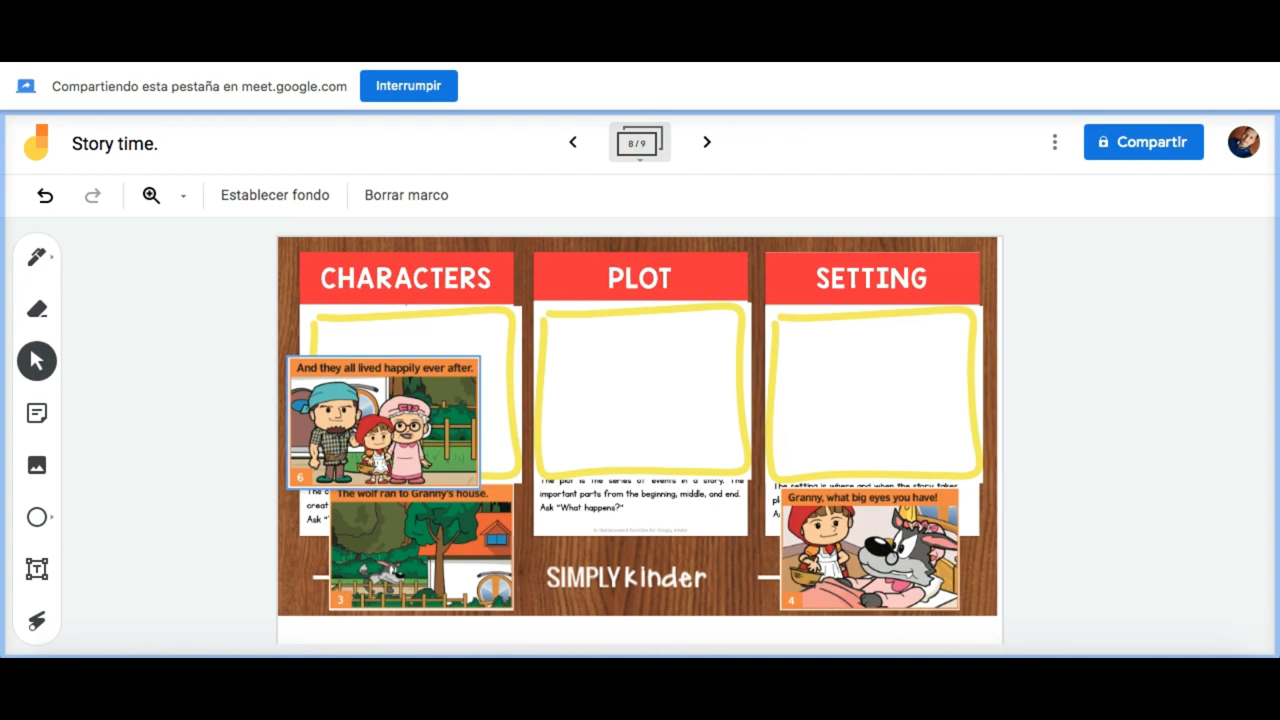 Compartiendo esta pestaña en meet.google.com
Interrumpir
Story time.
8 / 9
Compartir
Establecer fondo
Borrar marco
CHARACTERS
PLOT
SETTING
And they all lived happily ever after.
6
The wolf ran to Granny's house.
3
The plot is the series of events in a story. The
important parts from the beginning, middle, and end.
Ask "What happens?"
The setting is where and when the story takes
Granny, what big eyes you have!
4
SIMPLY kinder